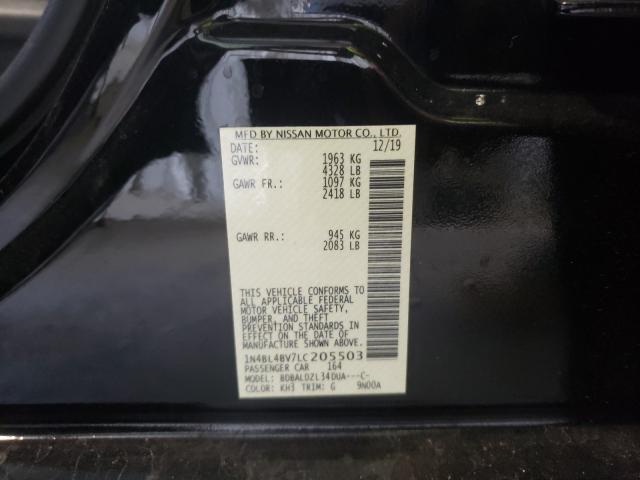 MFD BY NISSAN MOTOR CO., LTD.
DATE: 12/19
GVWR: 1963 KG
4328 LB
GAWR FR.: 1097 KG
2418 LB
GAWR RR.: 945 KG
2083 LB
THIS VEHICLE CONFORMS TO
ALL APPLICABLE FEDERAL
MOTOR VEHICLE SAFETY,
BUMPER, AND THEFT
PREVENTION STANDARDS IN
EFFECT ON THE DATE OF
MANUFACTURE SHOWN ABOVE.
1N4BL4BV7LC205503
PASSENGER CAR 164
MODEL: BDBALDZL34DUA---C-
COLOR: KH3 TRIM: G 9N00A